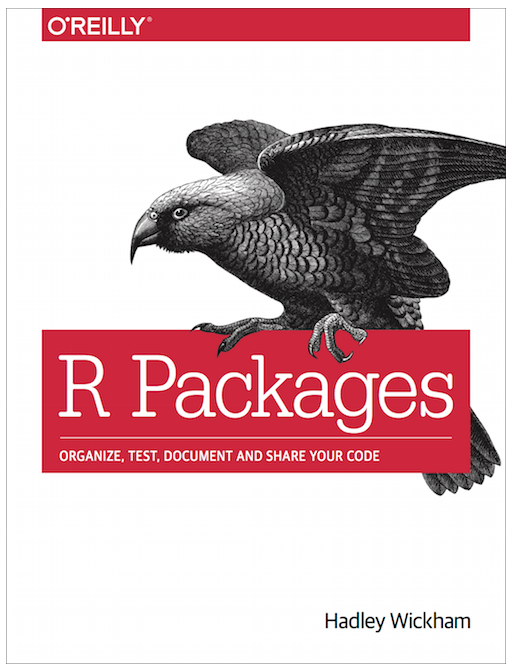 O'REILLY®
R Packages
ORGANIZE, TEST, DOCUMENT AND SHARE YOUR CODE
Hadley Wickham